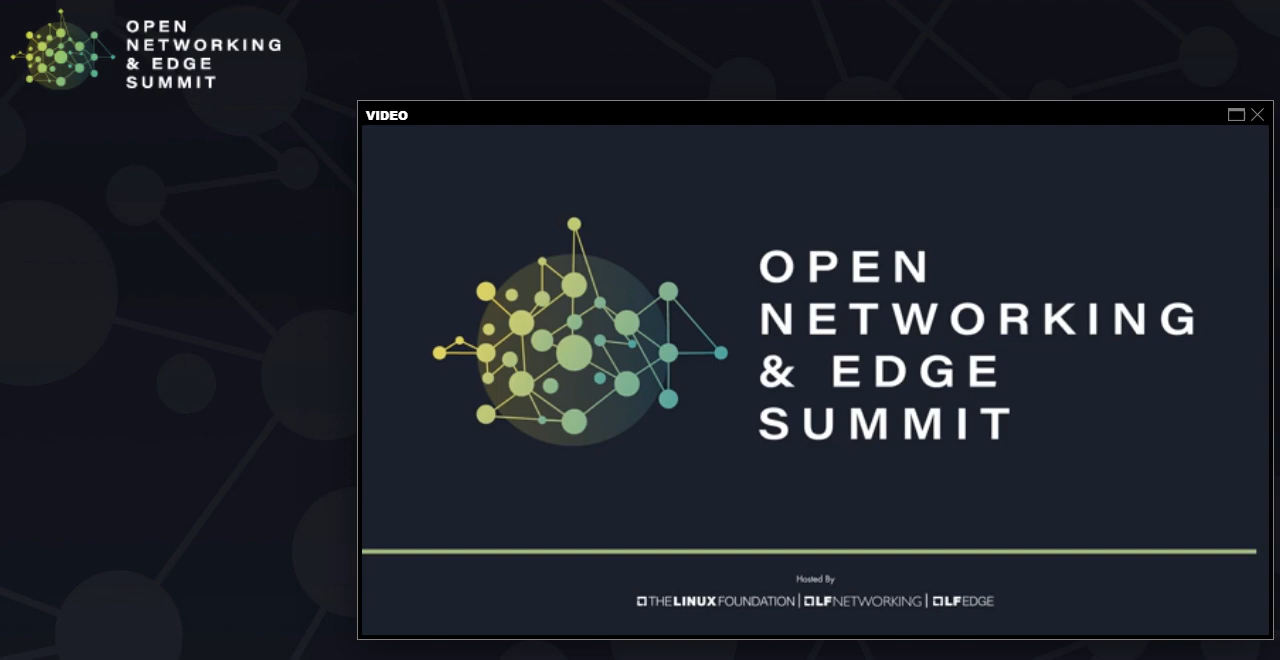 OPEN
NETWORKING
& EDGE
SUMMIT
VIDEO
OPEN
NETWORKING
& EDGE
SUMMIT
Hosted By
THE LINUX FOUNDATION | LF NETWORKING | LF EDGE